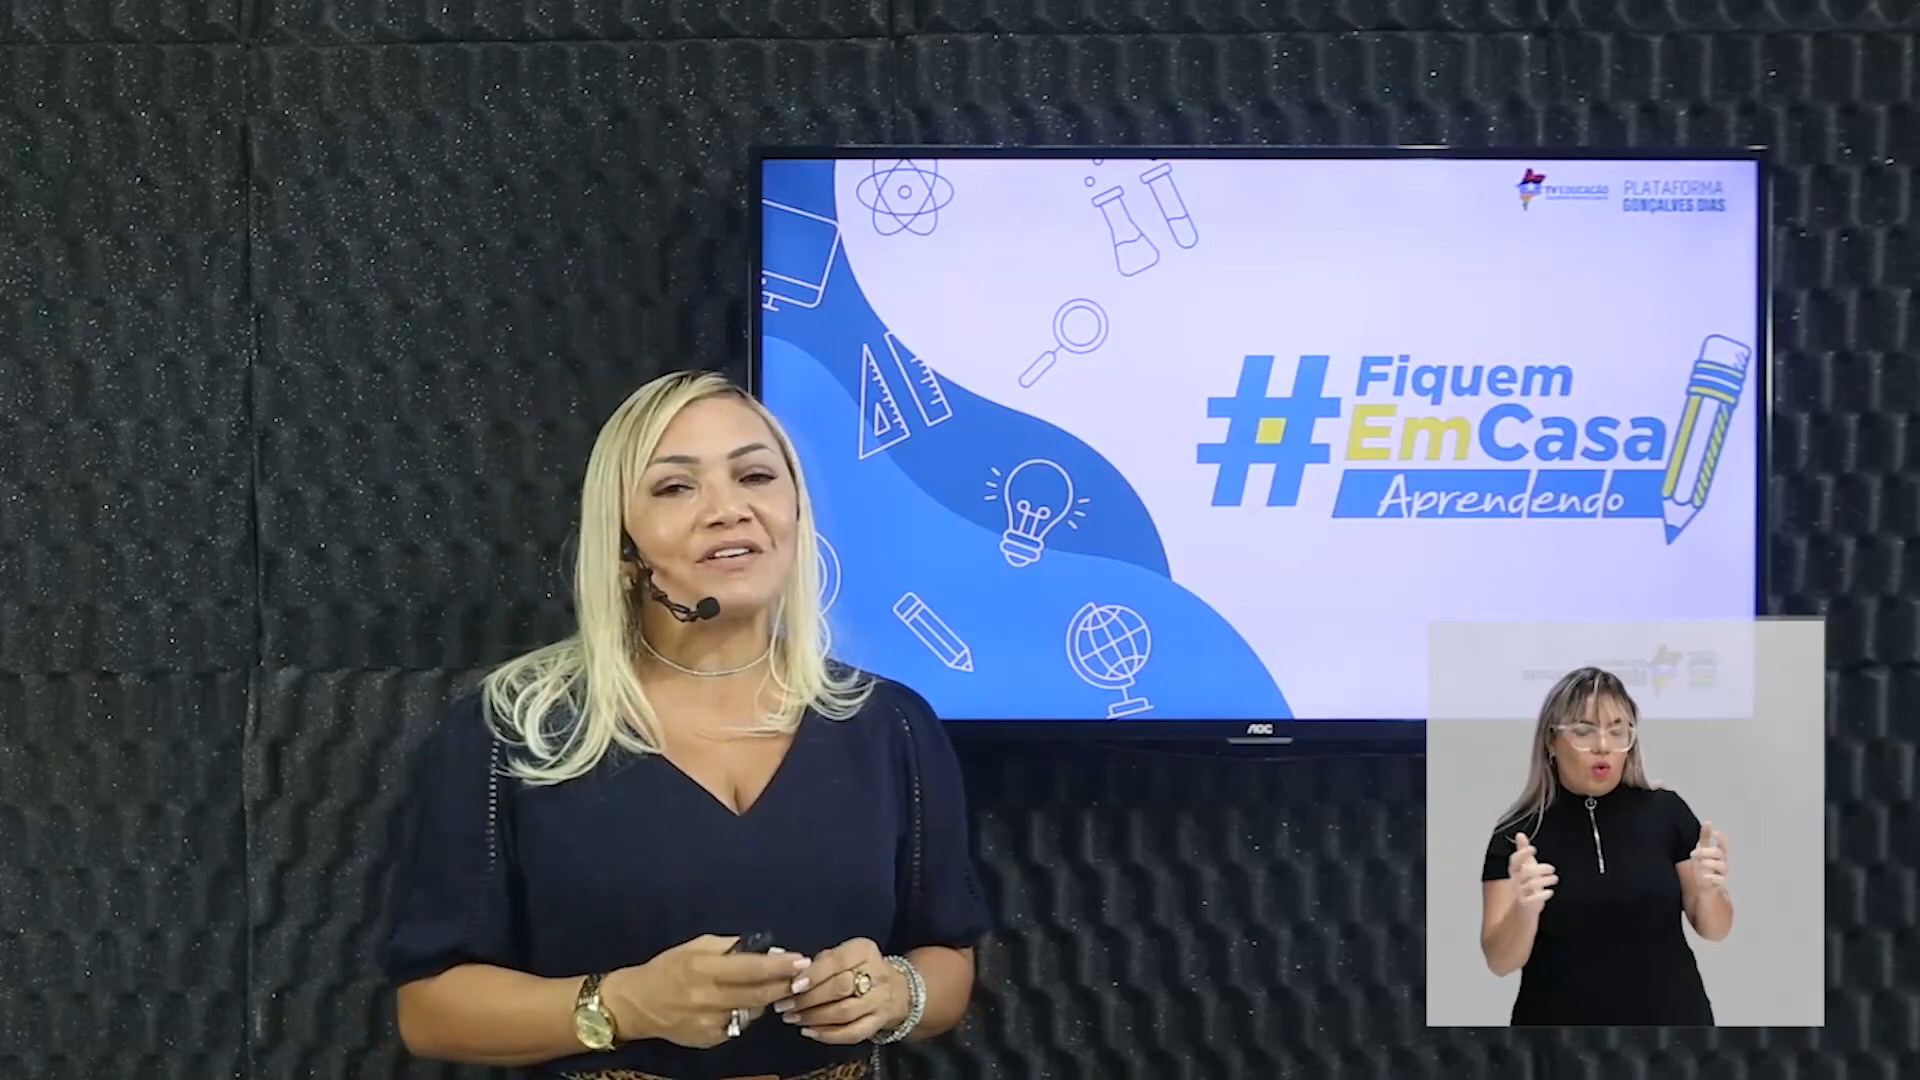 TV EDUCAÇÃO
PLATAFORMA
GONÇALVES DIAS
#Fiquem
EmCasa
Aprendendo
AOC